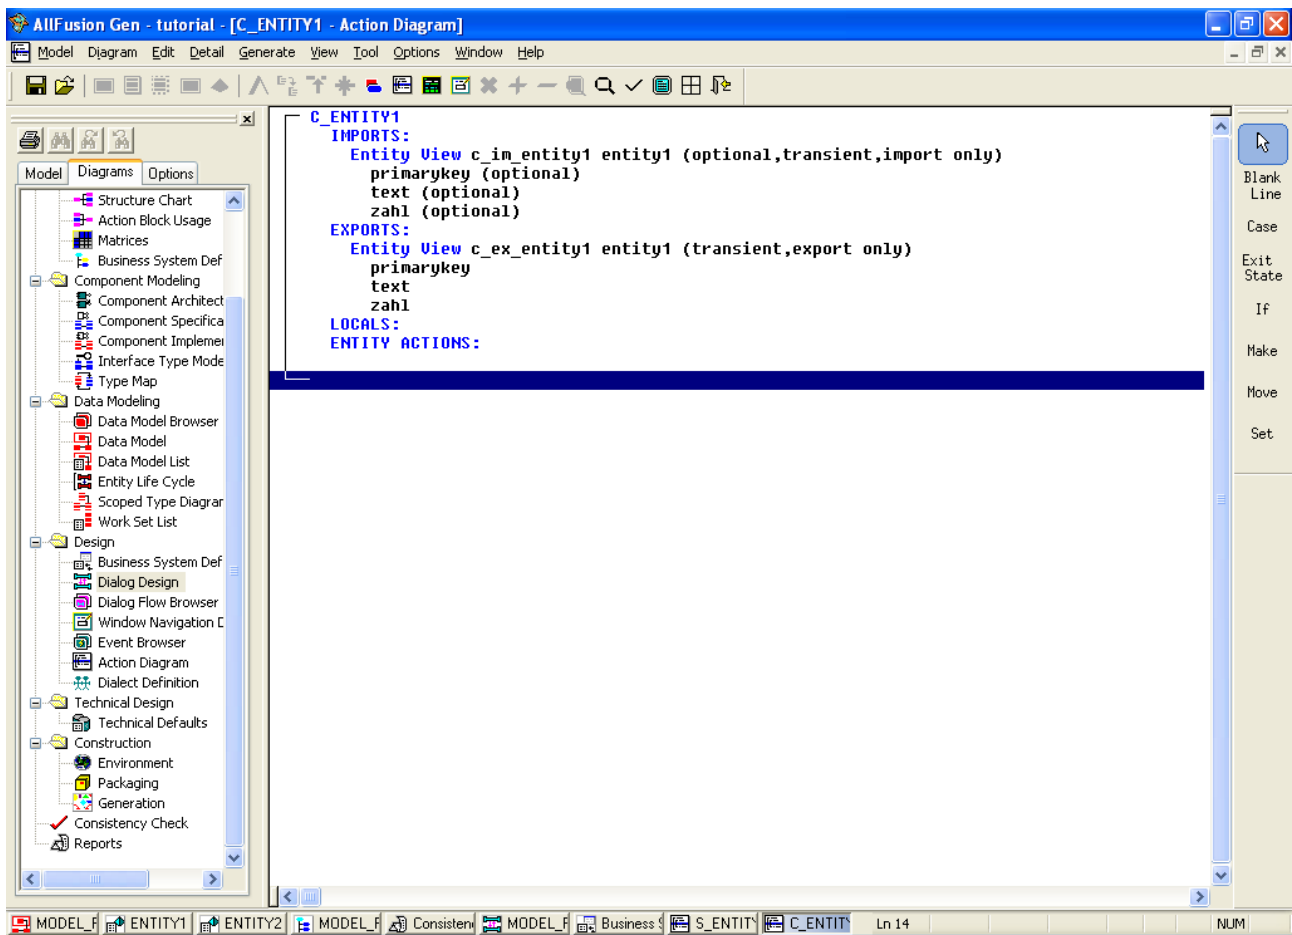 AllFusion Gen - tutorial - [C_ENTITY1 - Action Diagram]
Model Diagram Edit Detail Generate View Tool Options Window Help
Model Diagrams Options
Structure Chart
Action Block Usage
Matrices
Business System Def
Component Modeling
Component Architect
Component Specifica
Component Implemen
Interface Type Mode
Type Map
Data Modeling
Data Model Browser
Data Model
Data Model List
Entity Life Cycle
Scoped Type Diagrar
Work Set List
Design
Business System Def
Dialog Design
Dialog Flow Browser
Window Navigation D
Event Browser
Action Diagram
Dialect Definition
Technical Design
Technical Defaults
Construction
Environment
Packaging
Generation
Consistency Check
Reports
C_ENTITY1
IMPORTS:
Entity View c_im_entity1 entity1 (optional,transient,import only)
primarykey (optional)
text (optional)
zahl (optional)
EXPORTS:
Entity View c_ex_entity1 entity1 (transient,export only)
primarykey
text
zahl
LOCALS:
ENTITY ACTIONS:
Blank
Line
Case
Exit
State
If
Make
Move
Set
MODEL_F ENTITY1 ENTITY2 MODEL_F Consisten MODEL_F Business S S_ENTIT C_ENTIT Ln 14 NUM